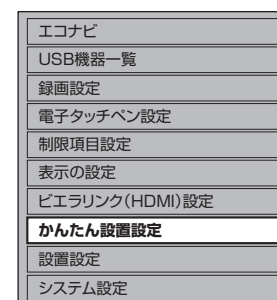 エコナビ
USB機器一覧
録画設定
電子タッチペン設定
制限項目設定
表示の設定
ビエラリンク(HDMI)設定
かんたん設置設定
設置設定
システム設定